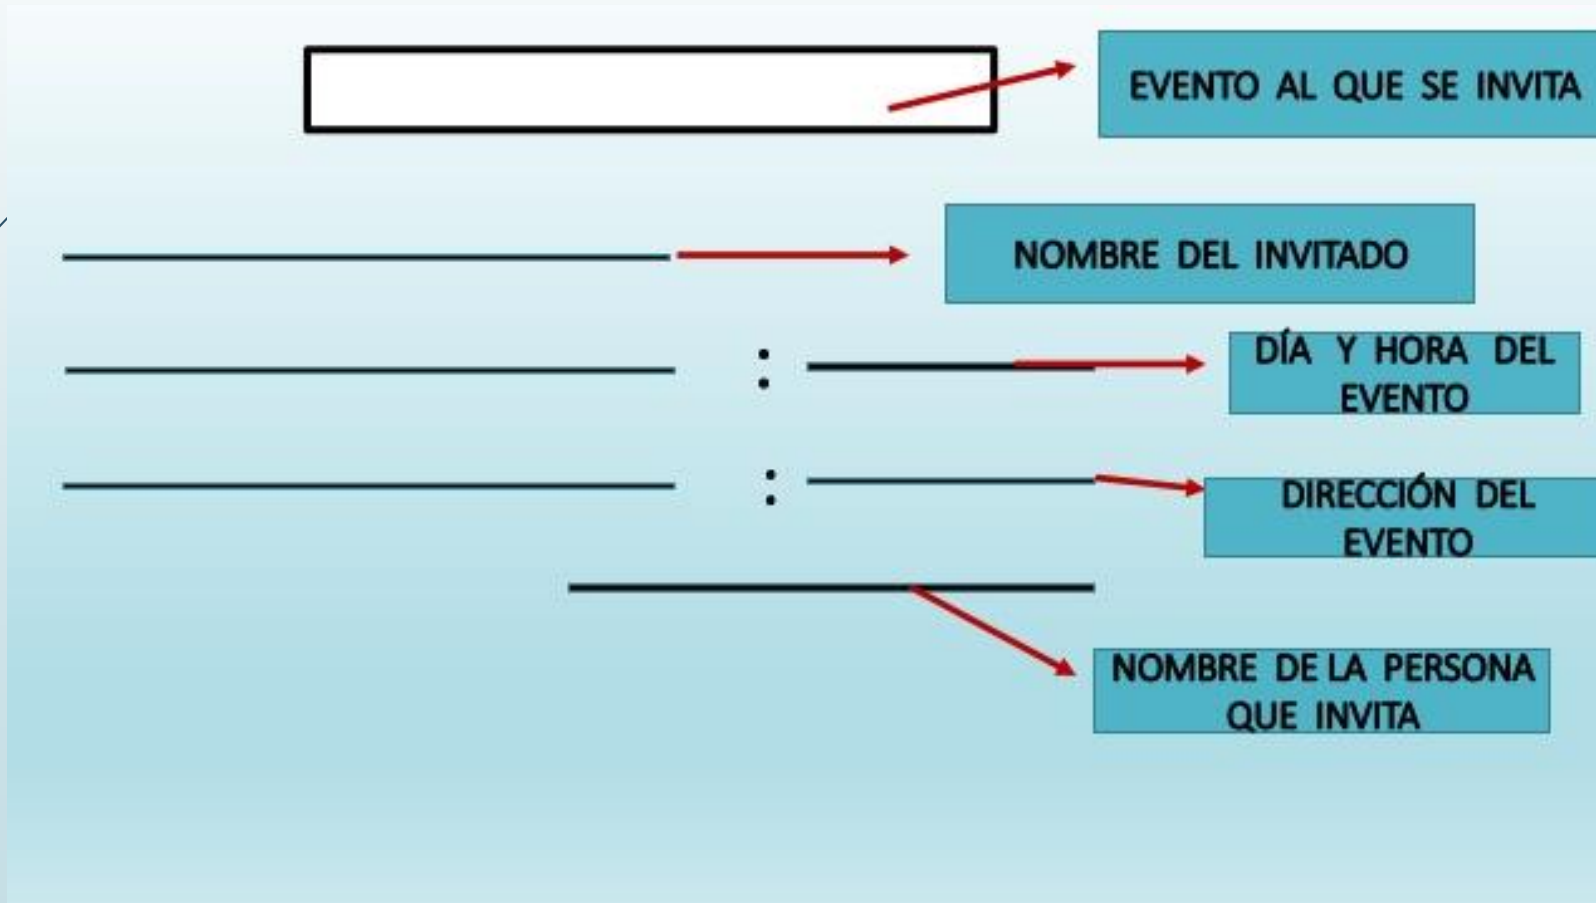 EVENTO AL QUE SE INVITA
NOMBRE DEL INVITADO
:
DÍA Y HORA DEL
EVENTO
:
DIRECCIÓN DEL
EVENTO
NOMBRE DE LA PERSONA
QUE INVITA